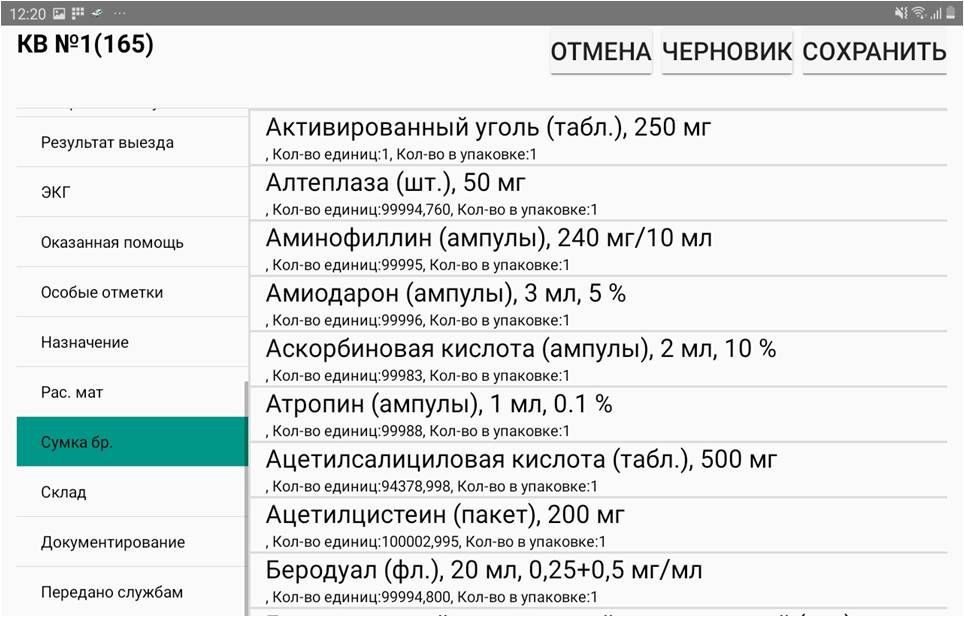 12:20
КВ №1(165)
ОТМЕНА ЧЕРНОВИК СОХРАНИТЬ
Результат выезда
ЭКГ
Оказанная помощь
Особые отметки
Назначение
Рас. мат
Сумка бр.
Склад
Документирование
Передано службам
Активированный уголь (табл.), 250 мг
, Кол-во единиц:1, Кол-во в упаковке:1
Алтеплаза (шт.), 50 мг
, Кол-во единиц:99994,760, Кол-во в упаковке:1
Аминофиллин (ампулы), 240 мг/10 мл
, Кол-во единиц:99995, Кол-во в упаковке:1
Амиодарон (ампулы), 3 мл, 5 %
, Кол-во единиц:99996, Кол-во в упаковке:1
Аскорбиновая кислота (ампулы), 2 мл, 10 %
, Кол-во единиц:99983, Кол-во в упаковке:1
Атропин (ампулы), 1 мл, 0.1 %
, Кол-во единиц:99988, Кол-во в упаковке:1
Ацетилсалициловая кислота (табл.), 500 мг
, Кол-во единиц:94378,998, Кол-во в упаковке:1
Ацетилцистеин (пакет), 200 мг
, Кол-во единиц:100002,995, Кол-во в упаковке:1
Беродуал (фл.), 20 мл, 0,25+0,5 мг/мл
, Кол-во единиц:99994,800, Кол-во в упаковке:1